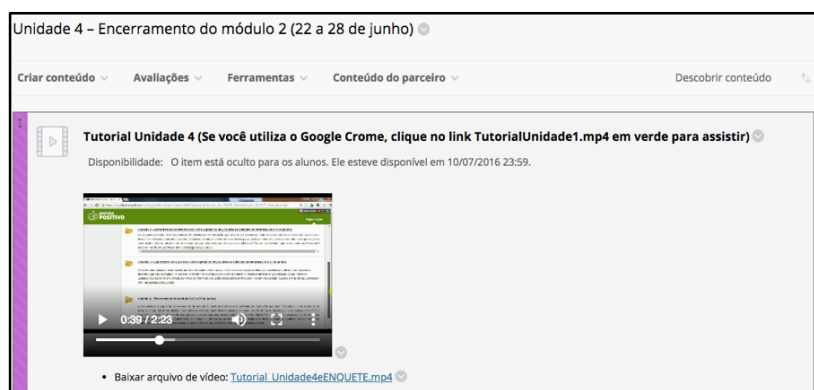 Unidade 4 – Encerramento do módulo 2 (22 a 28 de junho)
Criar conteúdo Avaliações Ferramentas Conteúdo do parceiro Descobrir conteúdo
Tutorial Unidade 4 (Se você utiliza o Google Crome, clique no link TutorialUnidade1.mp4 em verde para assistir)
Disponibilidade: O item está oculto para os alunos. Ele esteve disponível em 10/07/2016 23:59.
POSITIVO
0:39 / 2:23
• Baixar arquivo de vídeo: Tutorial_Unidade4eENQUETE.mp4